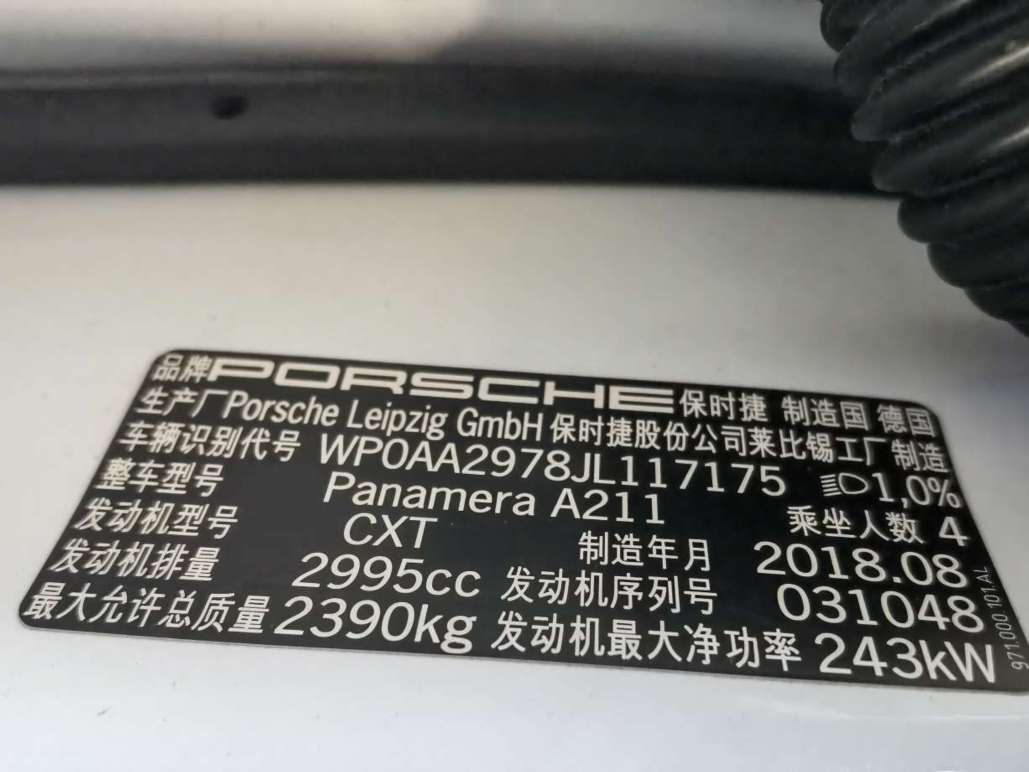 品牌PORSCHE保时捷 制造国 德国
生产厂Porsche Leipzig GmbH保时捷股份公司莱比锡工厂制造
车辆识别代号 WP0AA2978JL117175 1,0%
整车型号 Panamera A211 乘坐人数 4
发动机型号 CXT 制造年月 2018.08
发动机排量 2995cc 发动机序列号 031048
最大允许总质量 2390kg 发动机最大净功率 243kW
971.000 101.AL